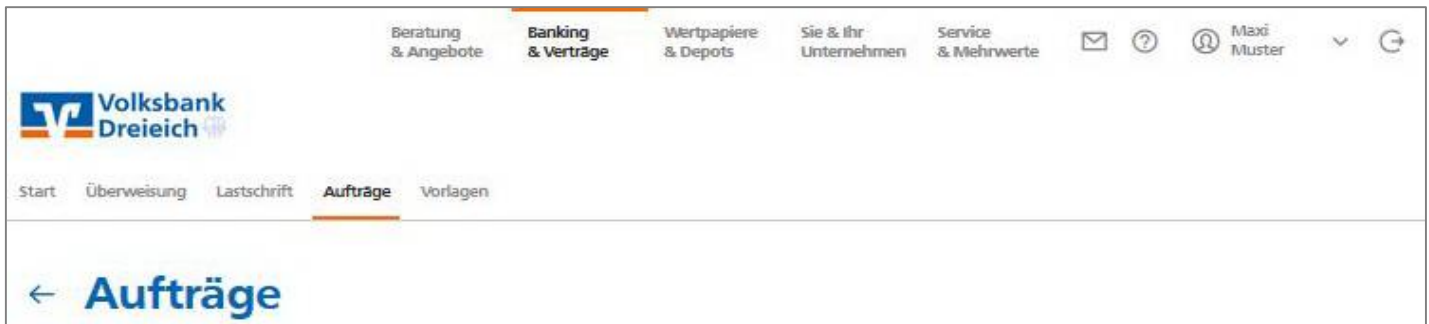 Beratung
& Angebote
Banking
& Verträge
Wertpapiere
& Depots
Sie & Ihr
Unternehmen
Service
& Mehrwerte
Maxi
Muster
Volksbank
Dreieich
Start Überweisung Lastschrift Aufträge Vorlagen
Aufträge